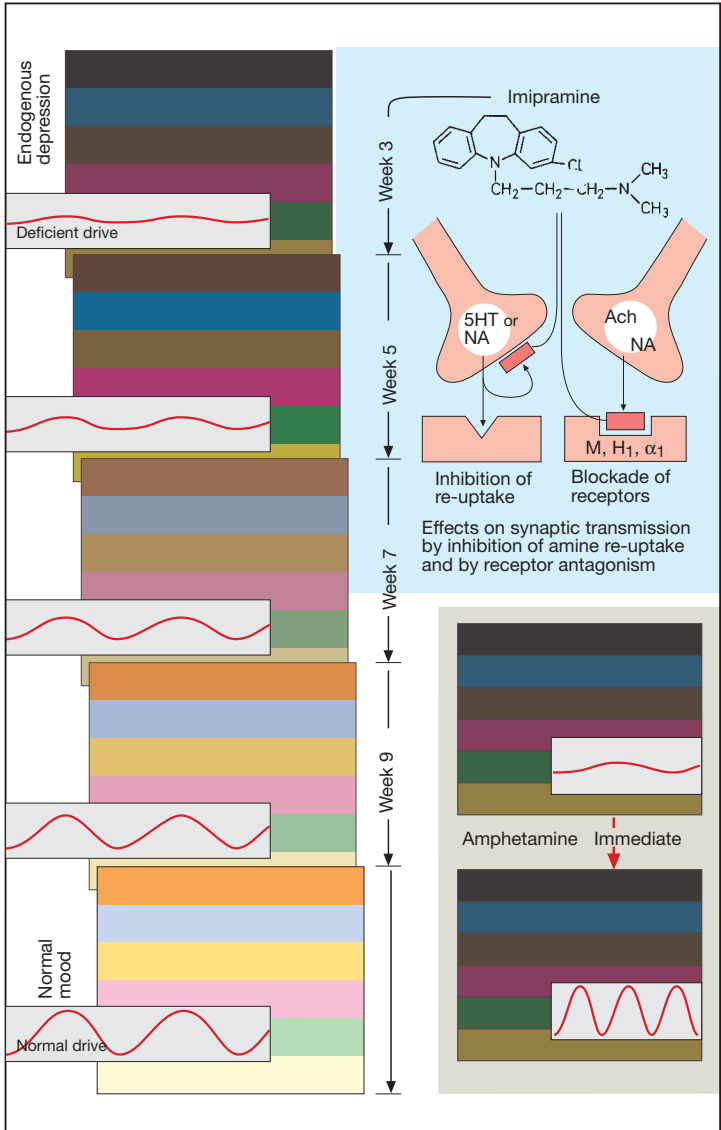 Endogenous
depression
Deficient drive
Week 3
Week 5
Week 7
Week 9
Normal
mood
Normal drive
Imipramine
N
Cl
CH₂–CH₂–CH₂–N
CH₃
CH₃
5HT or
NA
Ach
NA
M, H₁, α₁
Inhibition of
re-uptake
Blockade of
receptors
Effects on synaptic transmission
by inhibition of amine re-uptake
and by receptor antagonism
Amphetamine Immediate